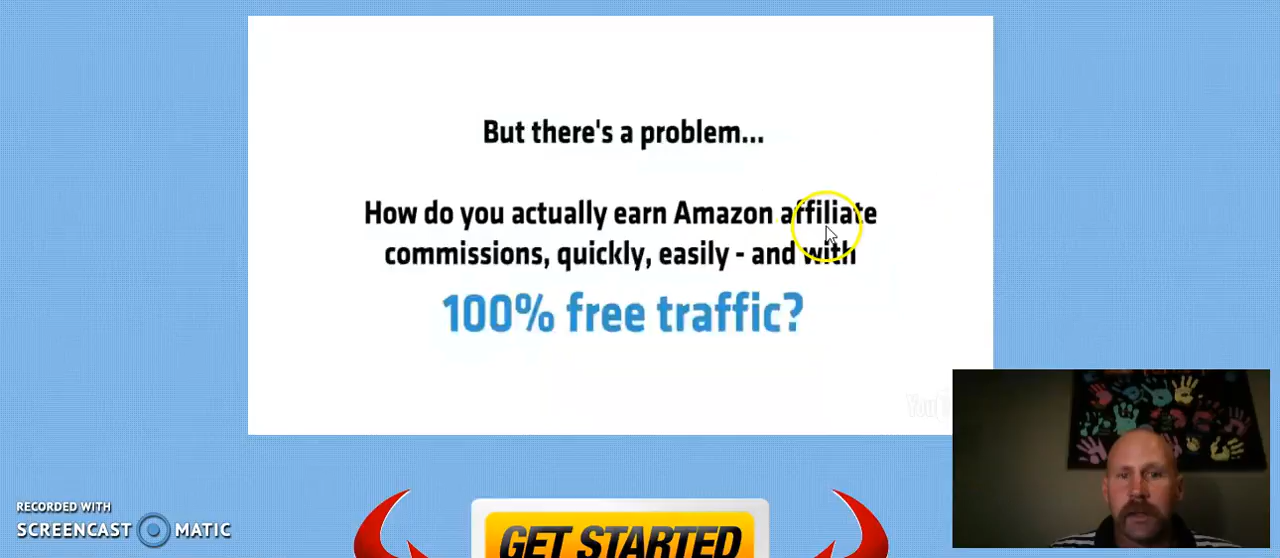 But there's a problem...
How do you actually earn Amazon affiliate
commissions, quickly, easily - and with
100% free traffic?
GET STARTED
RECORDED WITH
SCREENCAST MATIC